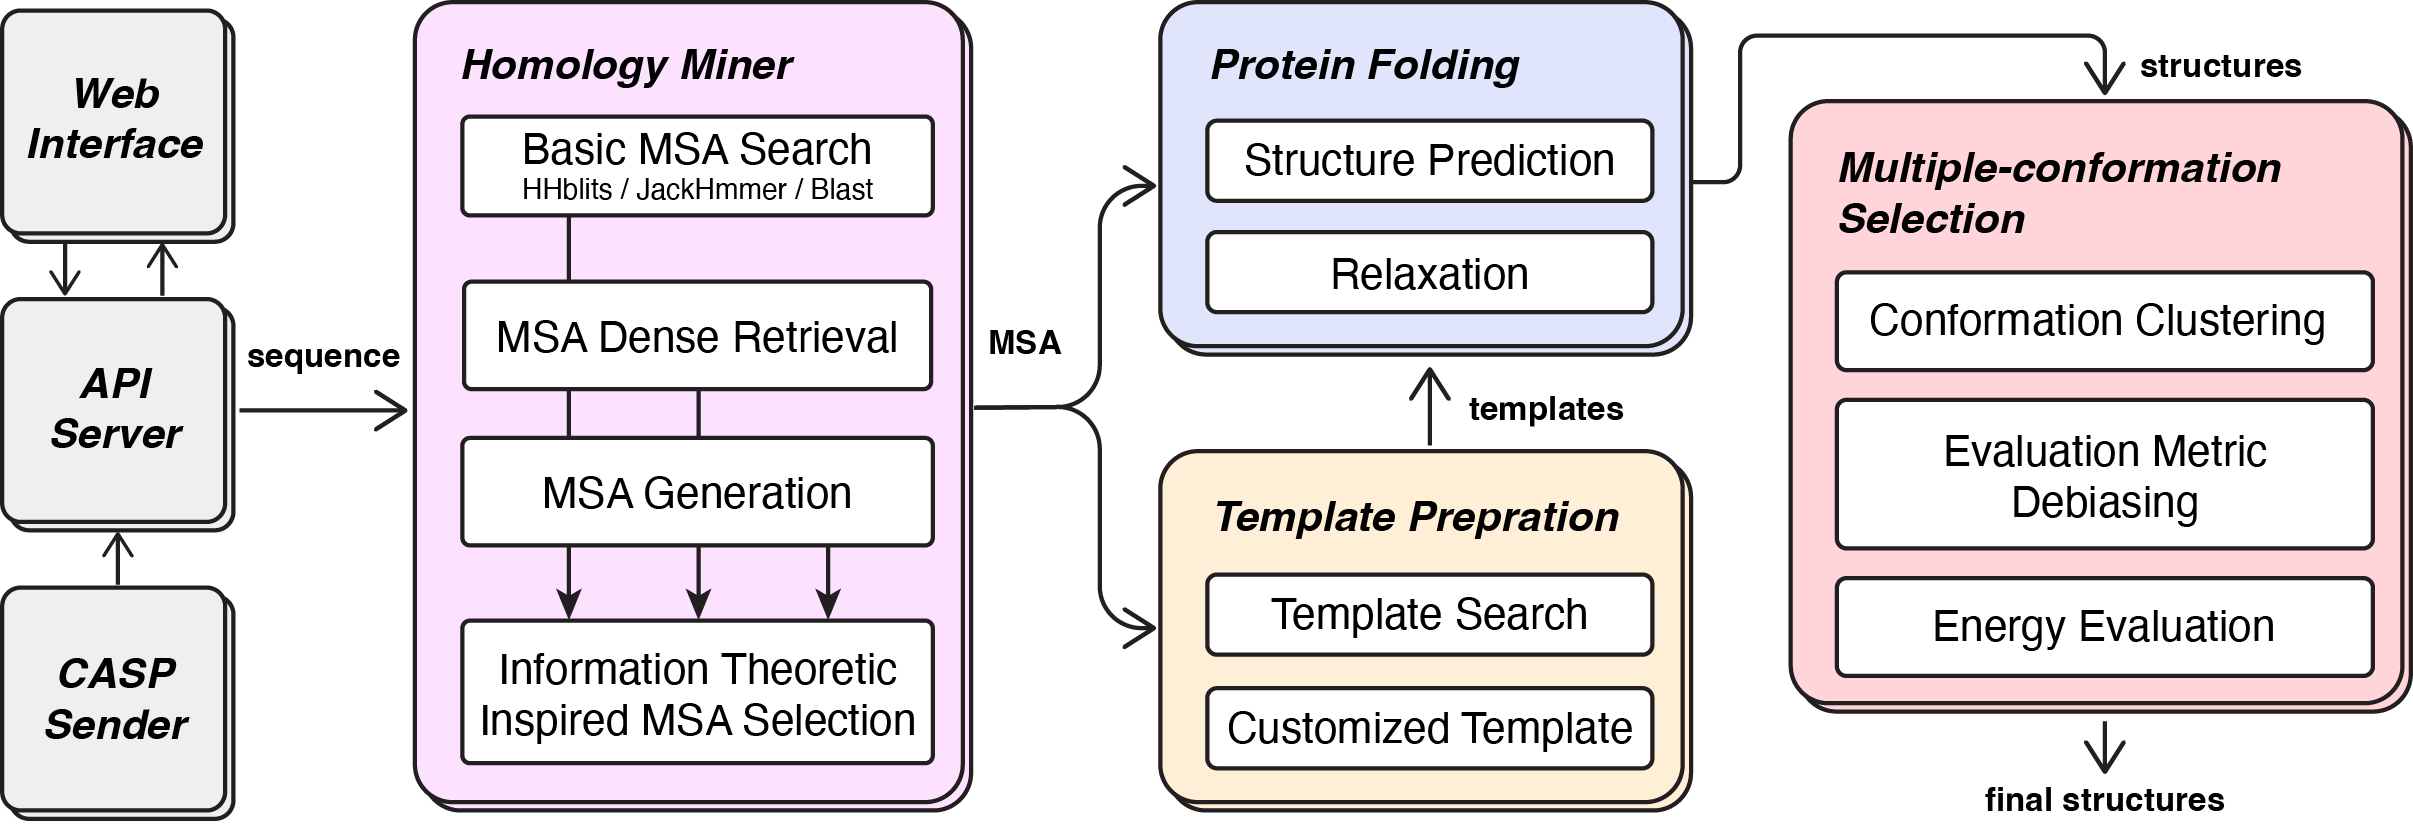 Web
Interface
API
Server
CASP
Sender
sequence
Homology Miner
Basic MSA Search
HHblits / JackHmmer / Blast
MSA Dense Retrieval
MSA Generation
Information Theoretic
Inspired MSA Selection
MSA
Protein Folding
Structure Prediction
Relaxation
templates
Template Prepration
Template Search
Customized Template
structures
Multiple-conformation
Selection
Conformation Clustering
Evaluation Metric
Debiasing
Energy Evaluation
final structures